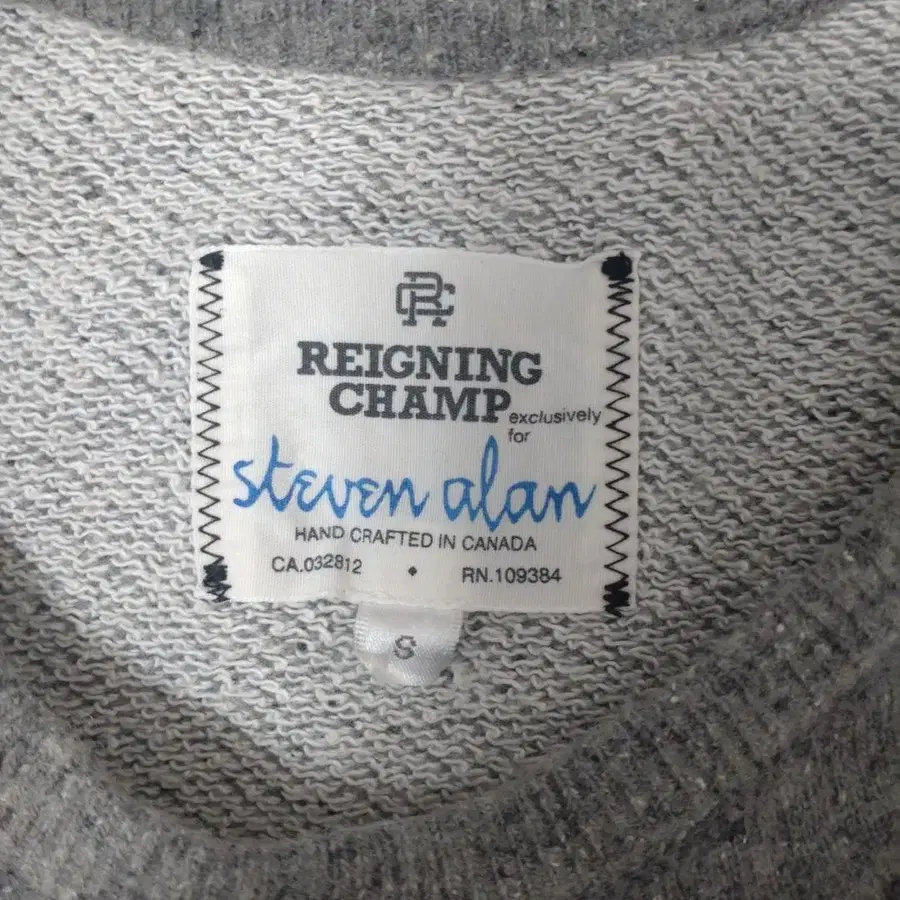 RC
REIGNING
CHAMP exclusively
for
steven alan
HAND CRAFTED IN CANADA
CA.032812 ◆ RN.109384
S